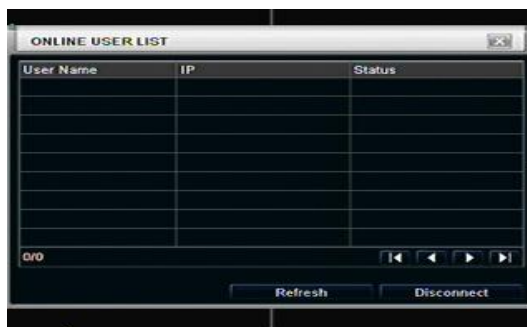 ONLINE USER LIST
User Name IP Status
0/0
Refresh Disconnect